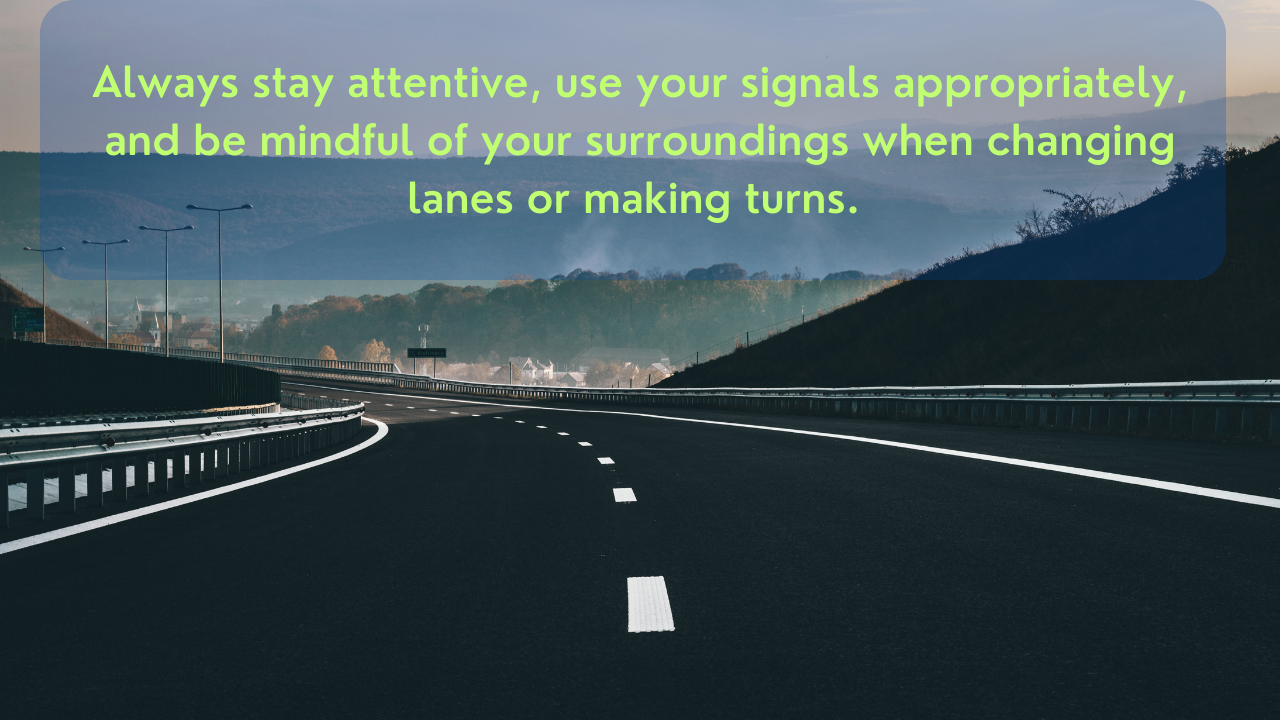 Always stay attentive, use your signals appropriately,
and be mindful of your surroundings when changing
lanes or making turns.